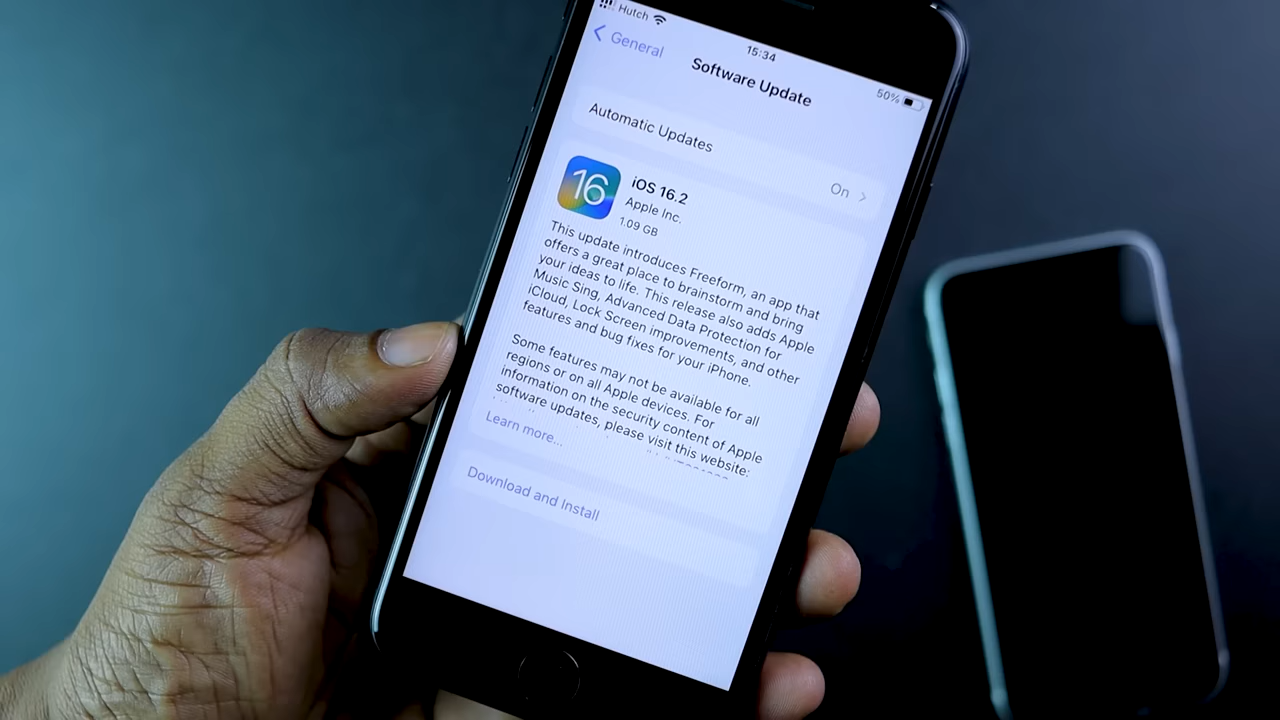 Hutch
15:34
50%
General
Software Update
Automatic Updates
On
16
iOS 16.2
Apple Inc.
1.09 GB
This update introduces Freeform, an app that
offers a great place to brainstorm and bring
your ideas to life. This release also adds Apple
Music Sing, Advanced Data Protection for
iCloud, Lock Screen improvements, and other
features and bug fixes for your iPhone.
Some features may not be available for all
regions or on all Apple devices. For
information on the security content of Apple
software updates, please visit this website:
Learn more...
Download and Install